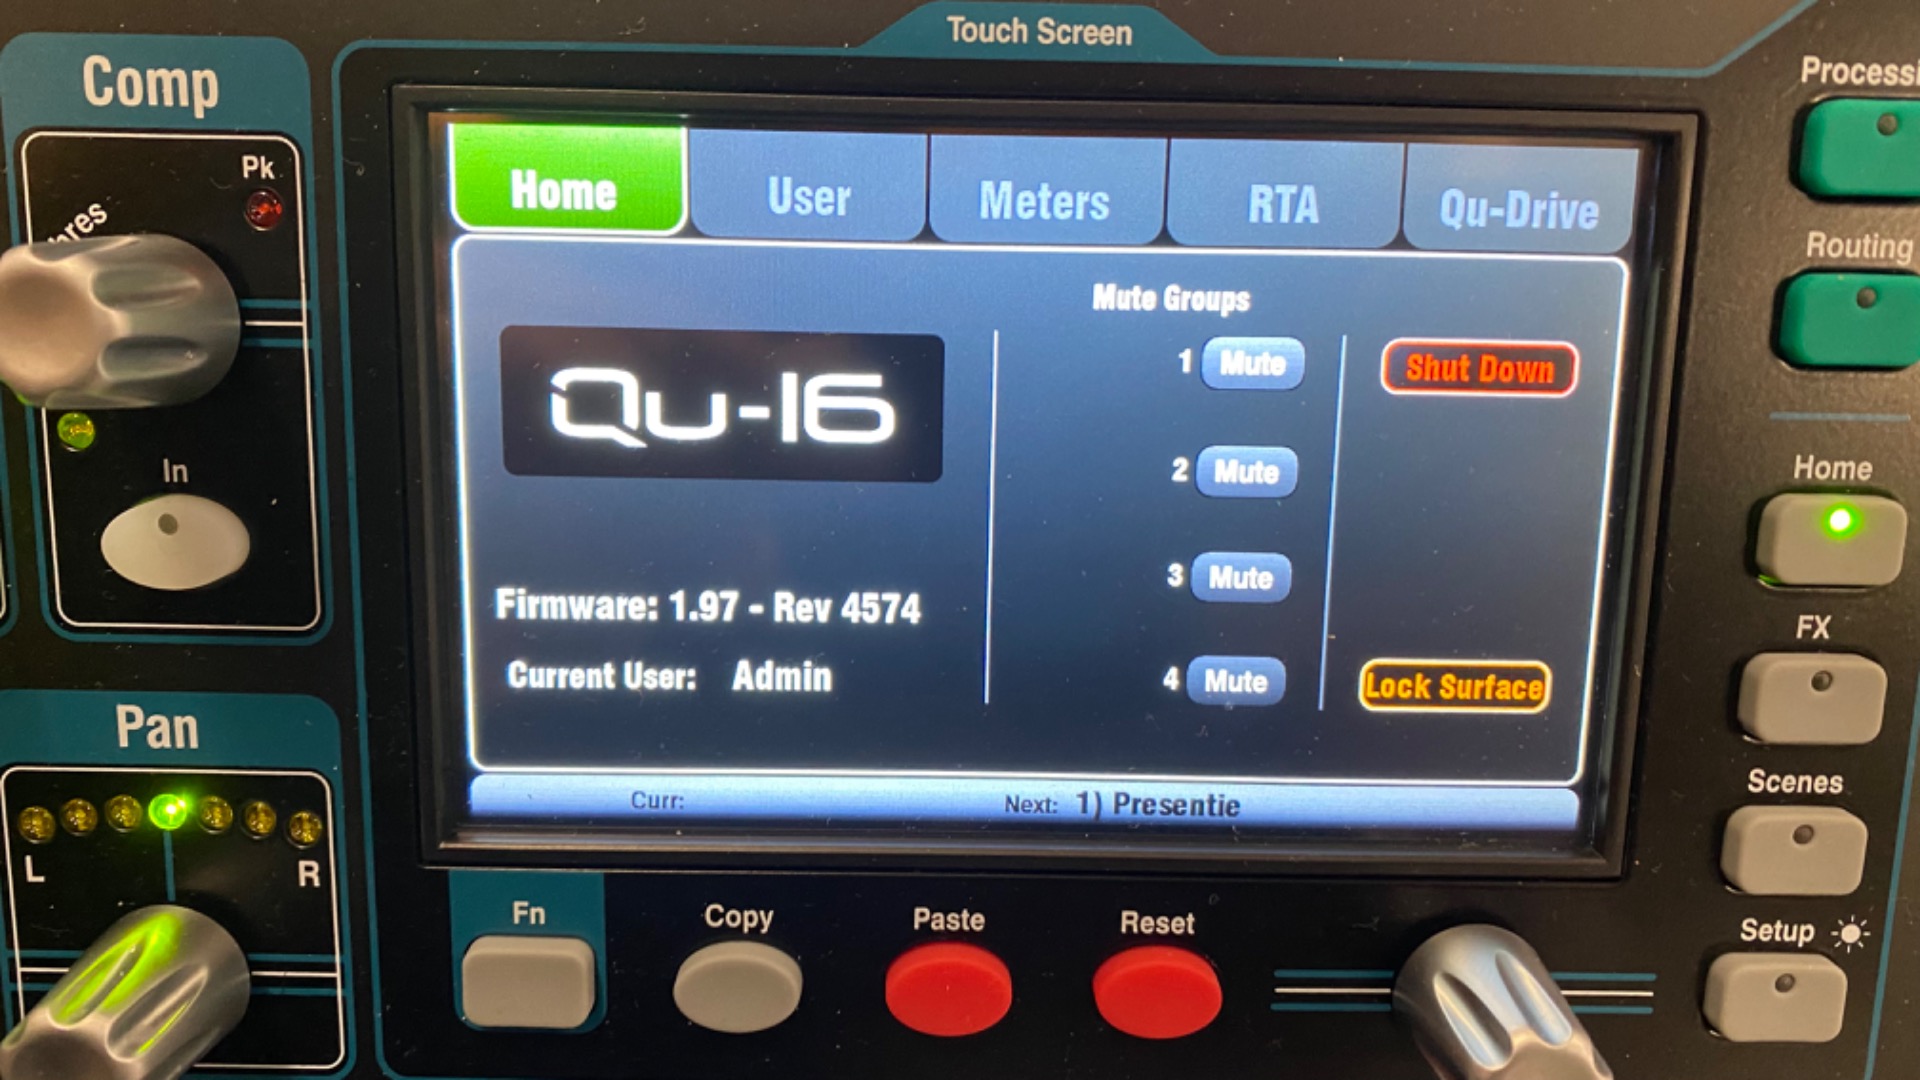 Touch Screen
Comp
Pk
In
Pan
L
R
Home
User
Meters
RTA
Qu-Drive
Qu-16
Firmware: 1.97 - Rev 4574
Current User: Admin
Mute Groups
1 Mute
2 Mute
3 Mute
4 Mute
Shut Down
Lock Surface
Curr:
Next: 1) Presentie
Fn
Copy
Paste
Reset
Routing
Home
FX
Scenes
Setup